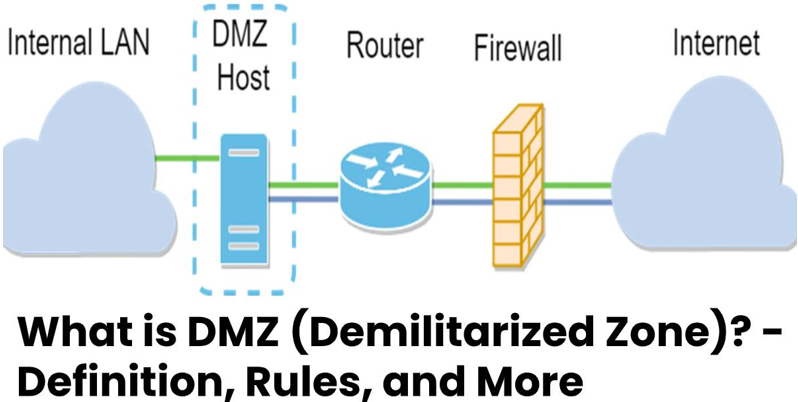 Internal LAN
DMZ
Host
Router
Firewall
Internet
What is DMZ (Demilitarized Zone)? –
Definition, Rules, and More